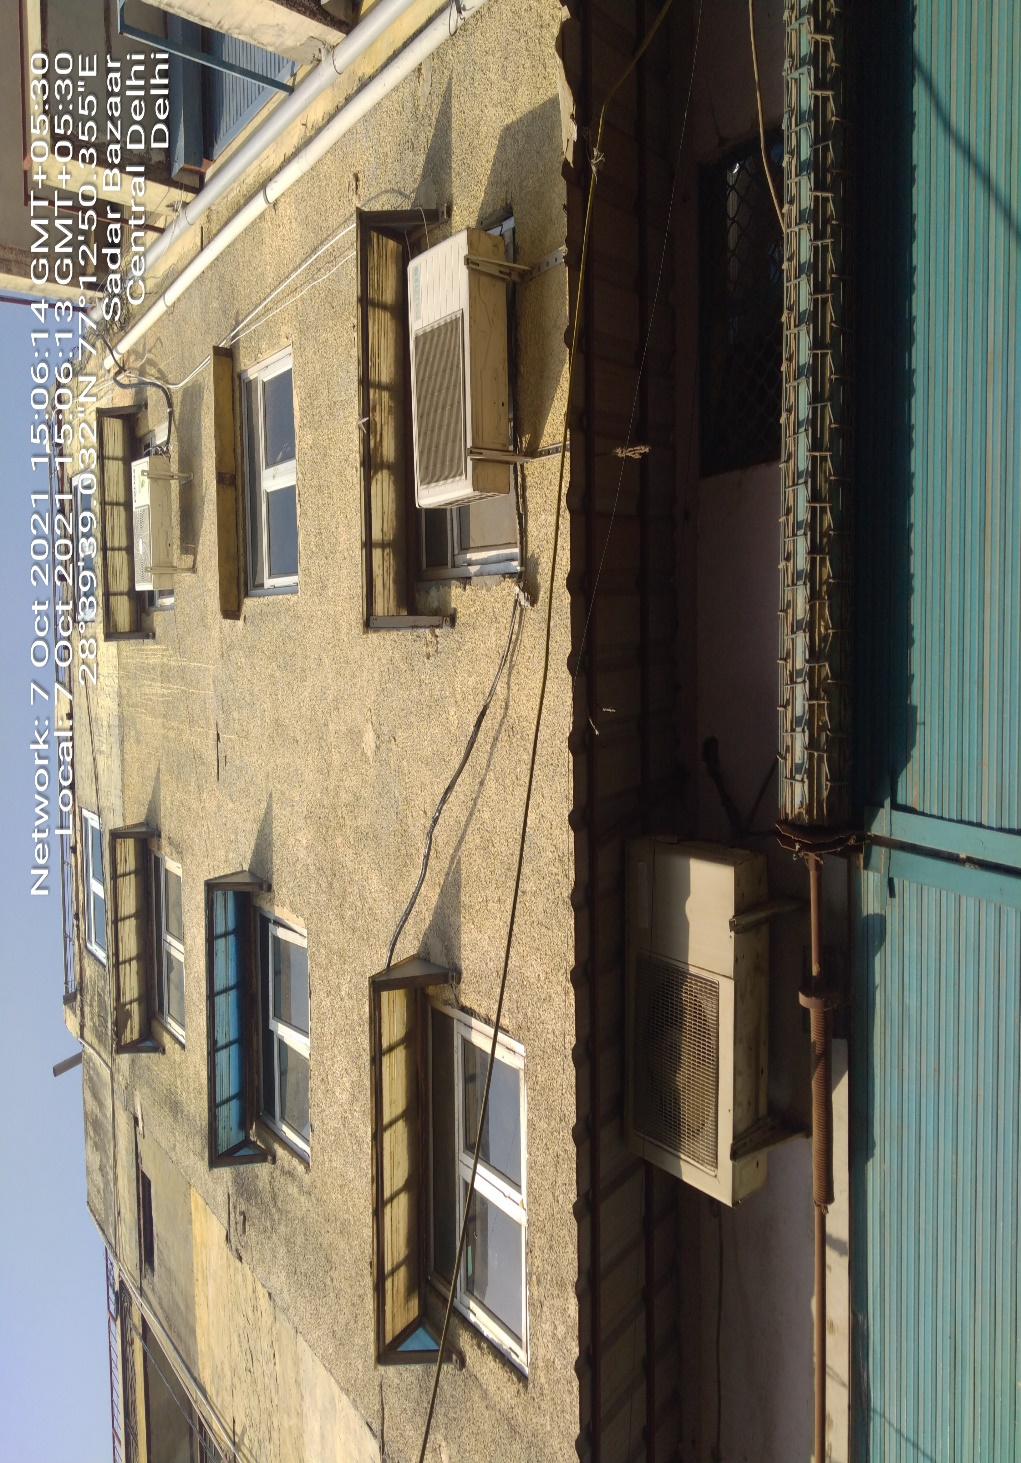 Network: 7 Oct 2021 15:06:14 GMT+05:30
Local: 7 Oct 2021 15:06:13 GMT+05:30
28°39'39.032"N 77°12'50.355"E
Sadar Bazaar
Central Delhi
Delhi